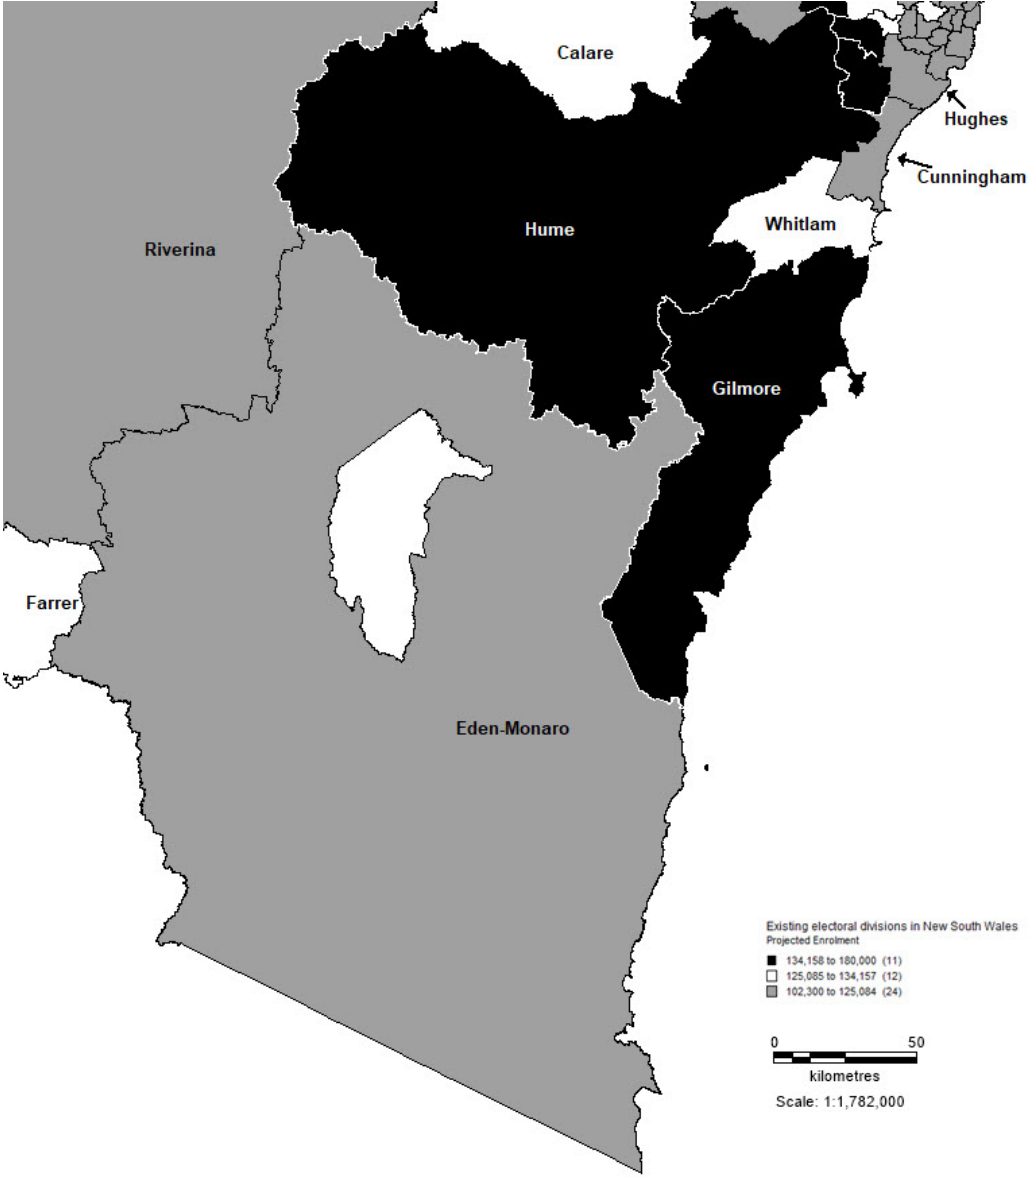 Calare
Hughes
Cunningham
Whitlam
Hume
Riverina
Gilmore
Farrer
Eden-Monaro
Existing electoral divisions in New South Wales
Projected Enrolment
134,158 to 180,000 (11)
125,085 to 134,157 (12)
102,300 to 125,084 (24)
0 50
kilometres
Scale: 1:1,782,000